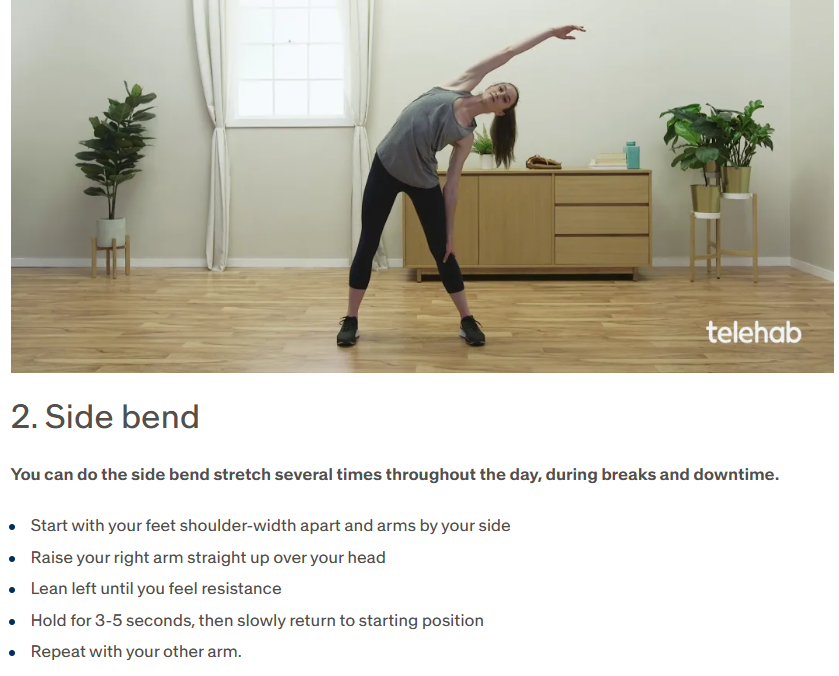 telehab
2. Side bend
You can do the side bend stretch several times throughout the day, during breaks and downtime.
Start with your feet shoulder-width apart and arms by your side
Raise your right arm straight up over your head
Lean left until you feel resistance
Hold for 3-5 seconds, then slowly return to starting position
Repeat with your other arm.